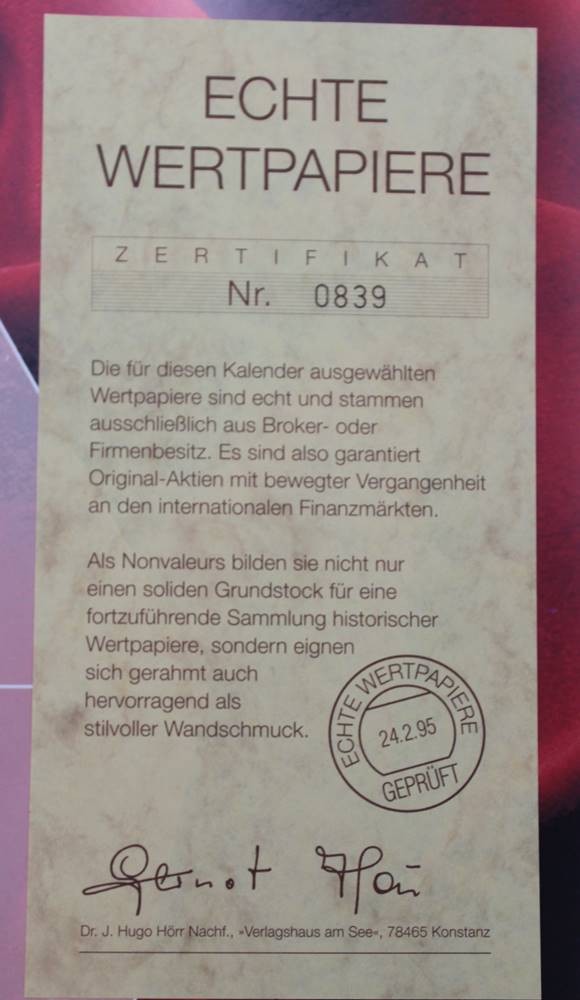 ECHTE
WERTPAPIERE
ZERTIFIKAT
Nr. 0839
Die für diesen Kalender ausgewählten
Wertpapiere sind echt und stammen
ausschließlich aus Broker- oder
Firmenbesitz. Es sind also garantiert
Original-Aktien mit bewegter Vergangenheit
an den internationalen Finanzmärkten.
Als Nonvaleurs bilden sie nicht nur
einen soliden Grundstock für eine
fortzuführende Sammlung historischer
Wertpapiere, sondern eignen
sich gerahmt auch
hervorragend als
stilvoller Wandschmuck.
ECHTE WERTPAPIERE
24.2.95
GEPRÜFT
Gernot
Dr. J. Hugo Hörr Nachf., »Verlagshaus am See«, 78465 Konstanz